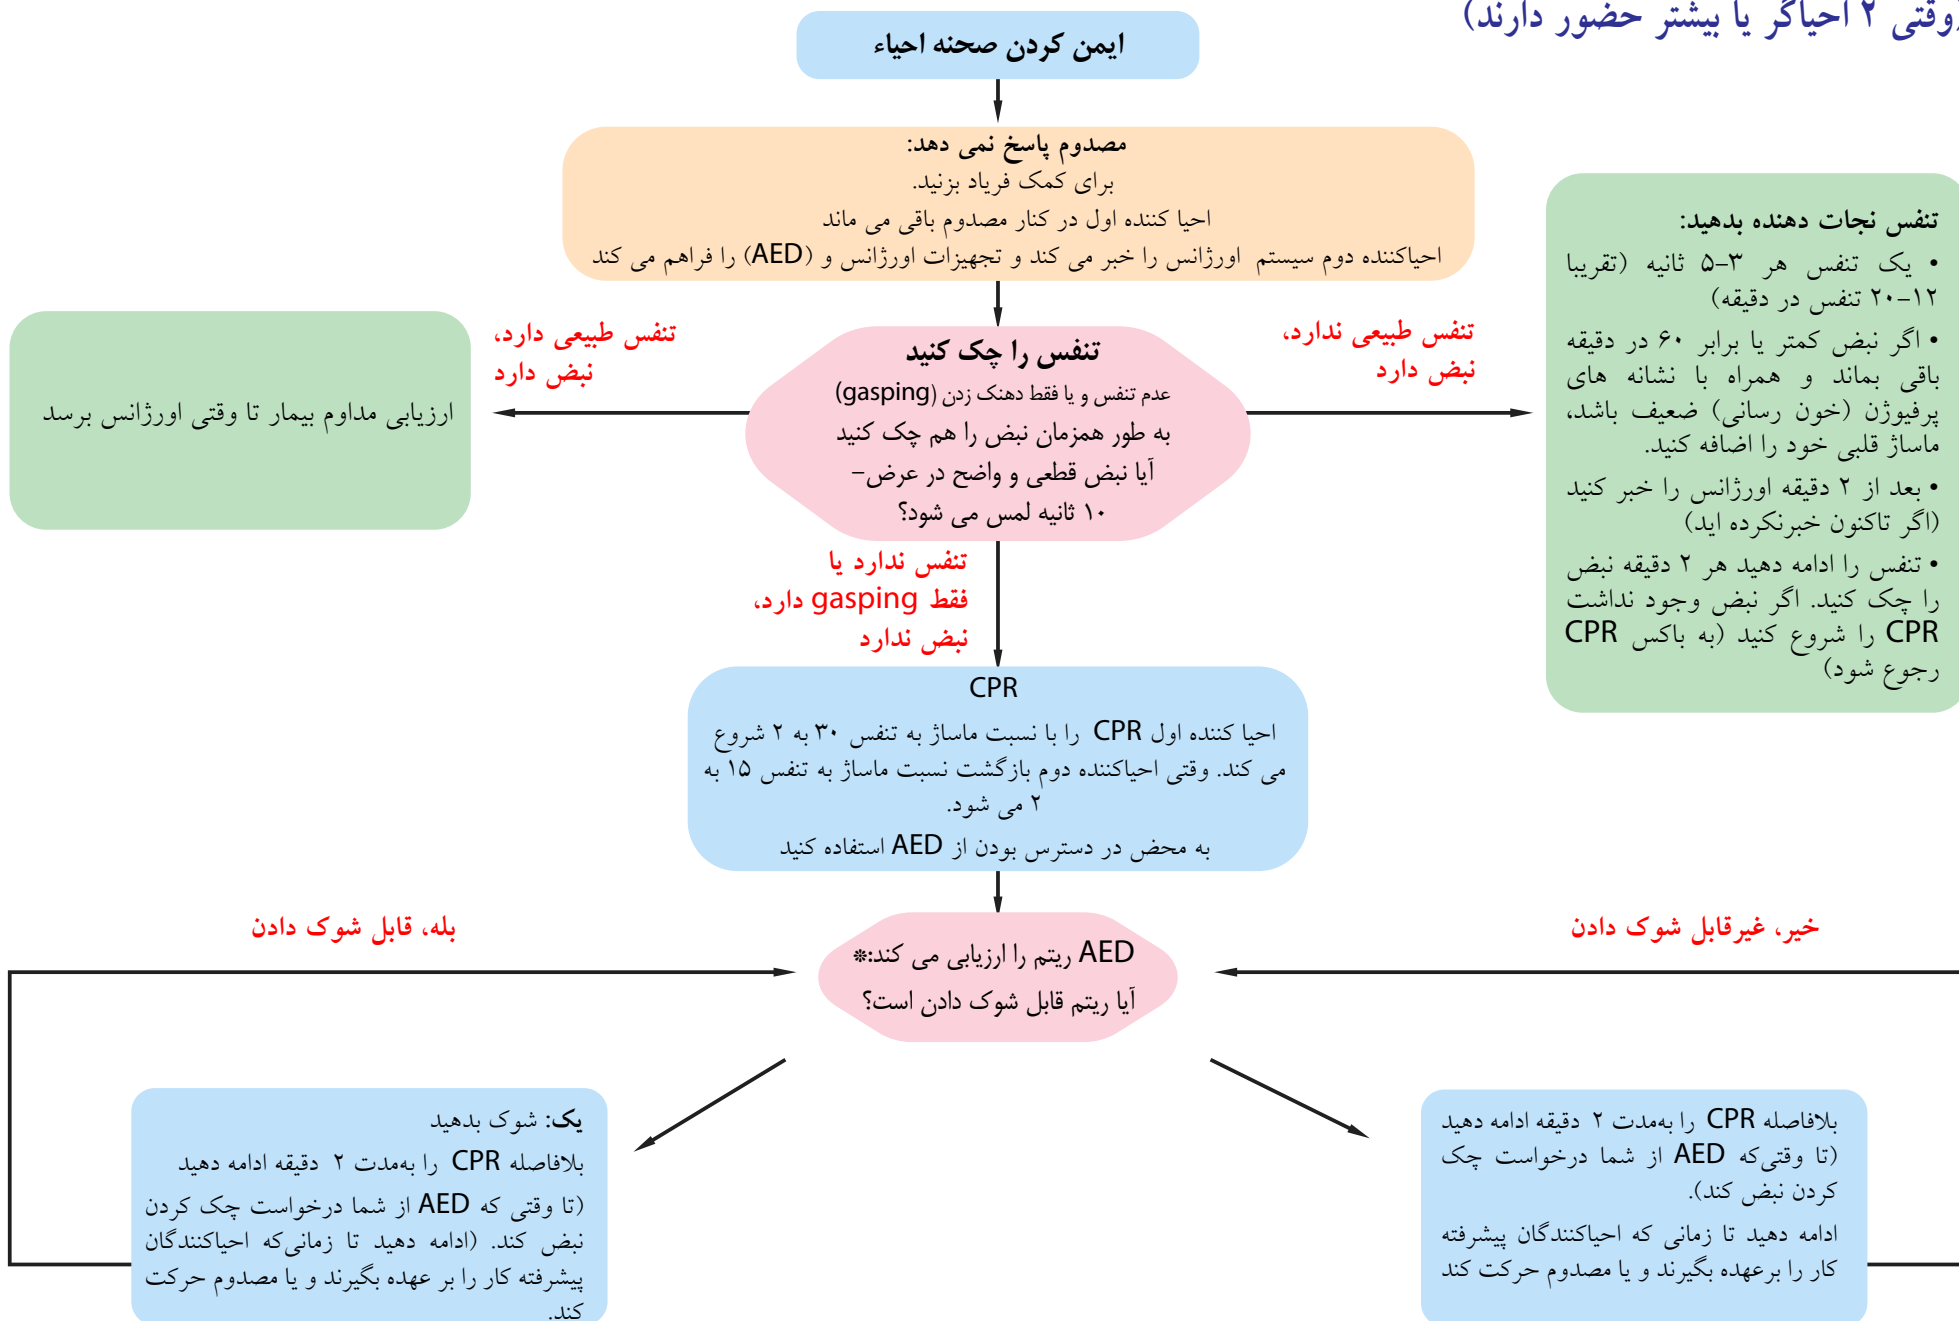 (وقتی ۲ احیاگر یا بیشتر حضور دارند)
ایمن کردن صحنه احیاء
مصدوم پاسخ نمی دهد:
برای کمک فریاد بزنید.
احیا کننده اول در کنار مصدوم باقی می ماند
احیاکننده دوم سیستم اورژانس را خبر می کند و تجهیزات اورژانس و (AED) را فراهم می کند
تنفس نجات دهنده بدهید:
• یک تنفس هر ۳-۵ ثانیه (تقریبا
۱۲-۲۰ تنفس در دقیقه)
• اگر نبض کمتر یا برابر ۶۰ در دقیقه
باقی بماند و همراه با نشانه های
پرفیوژن (خون رسانی) ضعیف باشد،
ماساژ قلبی خود را اضافه کنید.
• بعد از ۲ دقیقه اورژانس را خبر کنید
(اگر تاکنون خبرنکرده اید)
• تنفس را ادامه دهید هر ۲ دقیقه نبض
را چک کنید. اگر نبض وجود نداشت
CPR را شروع کنید (به باکس CPR
رجوع شود)
تنفس طبیعی ندارد،
نبض دارد
تنفس را چک کنید
عدم تنفس و یا فقط دهنک زدن (gasping)
به طور همزمان نبض را هم چک کنید
آیا نبض قطعی و واضح در عرض-
۱۰ ثانیه لمس می شود؟
تنفس طبیعی دارد،
نبض دارد
ارزیابی مداوم بیمار تا وقتی اورژانس برسد
تنفس ندارد یا
فقط gasping دارد،
نبض ندارد
CPR
احیا کننده اول CPR را با نسبت ماساژ به تنفس ۳۰ به ۲ شروع
می کند. وقتی احیاکننده دوم بازگشت نسبت ماساژ به تنفس ۱۵ به
۲ می شود.
به محض در دسترس بودن از AED استفاده کنید
خیر، غیرقابل شوک دادن
بله، قابل شوک دادن
AED ریتم را ارزیابی می کند:*
آیا ریتم قابل شوک دادن است؟
بلافاصله CPR را به‌مدت ۲ دقیقه ادامه دهید
(تا وقتی‌که AED از شما درخواست چک
کردن نبض کند).
ادامه دهید تا زمانی که احیاکنندگان پیشرفته
کار را برعهده بگیرند و یا مصدوم حرکت کند
یک: شوک بدهید
بلافاصله CPR را به‌مدت ۲ دقیقه ادامه دهید
(تا وقتی که AED از شما درخواست چک کردن
نبض کند. (ادامه دهید تا زمانی‌که احیاکنندگان
پیشرفته کار را بر عهده بگیرند و یا مصدوم حرکت
کند.